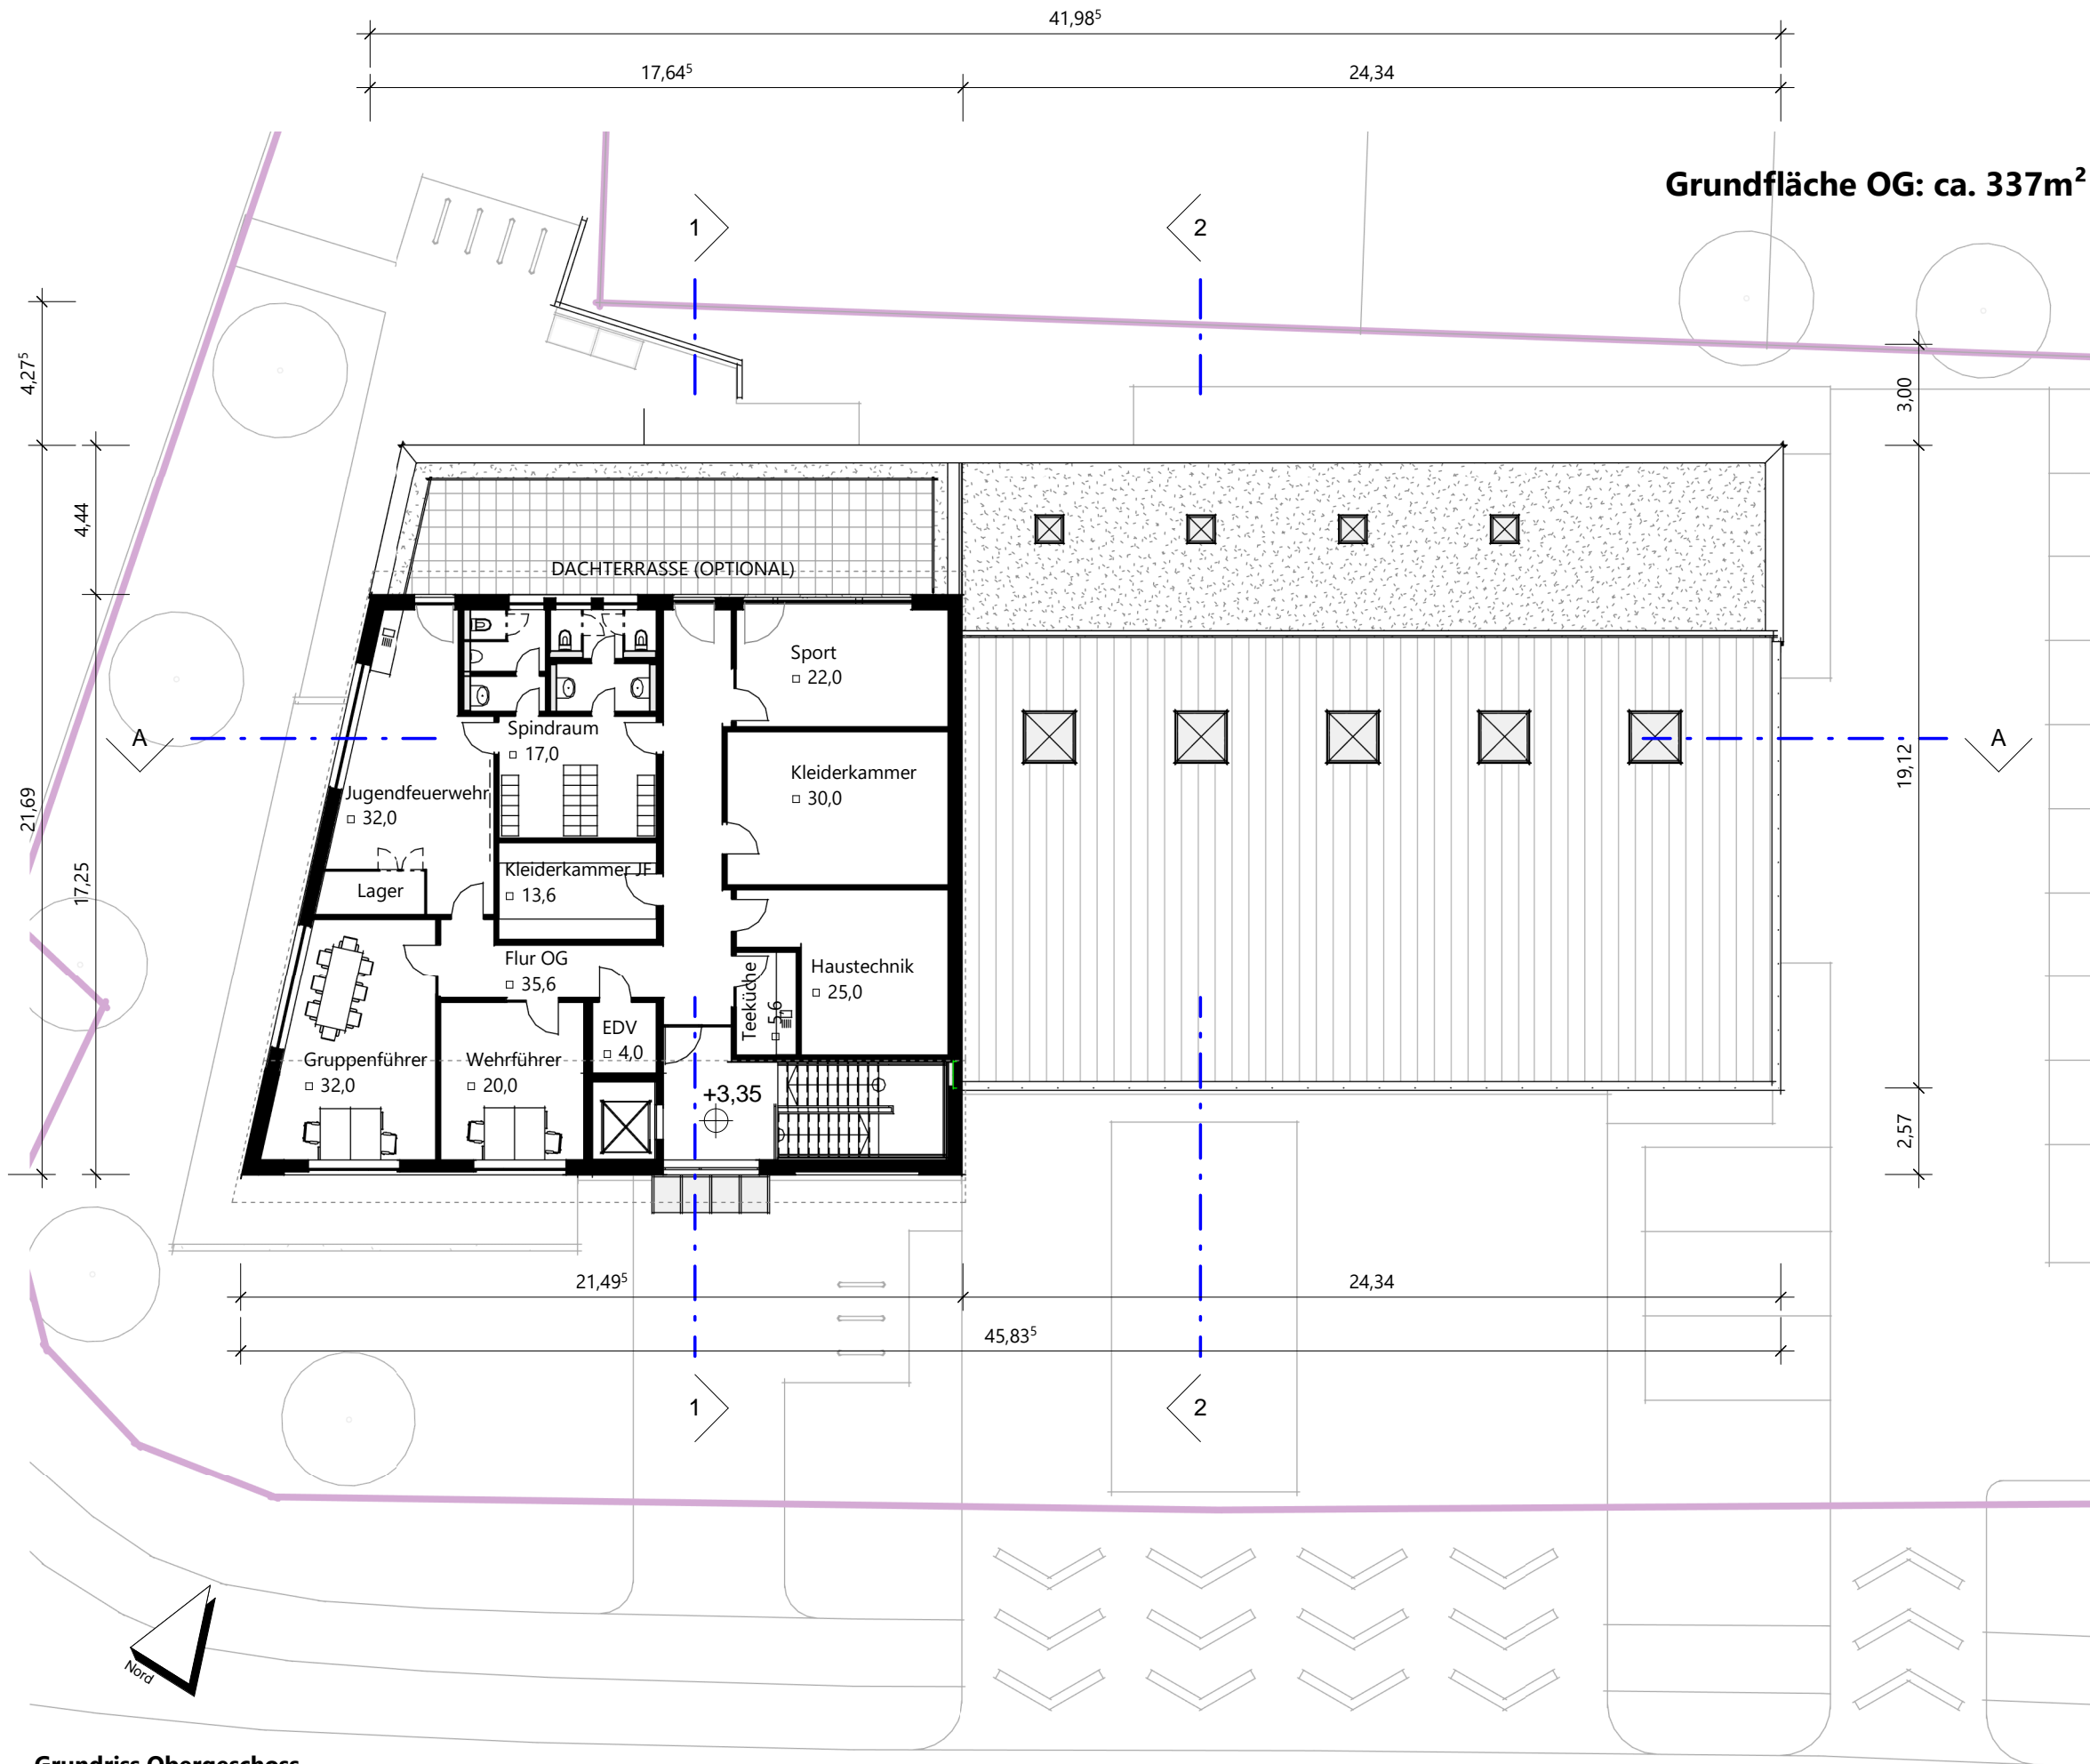 41,98⁵
17,64⁵
24,34
Grundfläche OG: ca. 337m²
1
2
4,27⁵
3,00
4,44
DACHTERRASSE (OPTIONAL)
Sport
22,0
Spindraum
17,0
A
A
Kleiderkammer
30,0
19,12
21,69
Jugendfeuerwehr
32,0
17,25
Kleiderkammer JF
13,6
Lager
Flur OG
35,6
Teeküche
5,6
Haustechnik
25,0
EDV
4,0
Gruppenführer
32,0
Wehrführer
20,0
+3,35
2,57
21,49⁵
24,34
45,83⁵
1
2
Nord
Grundriss Obergeschoss